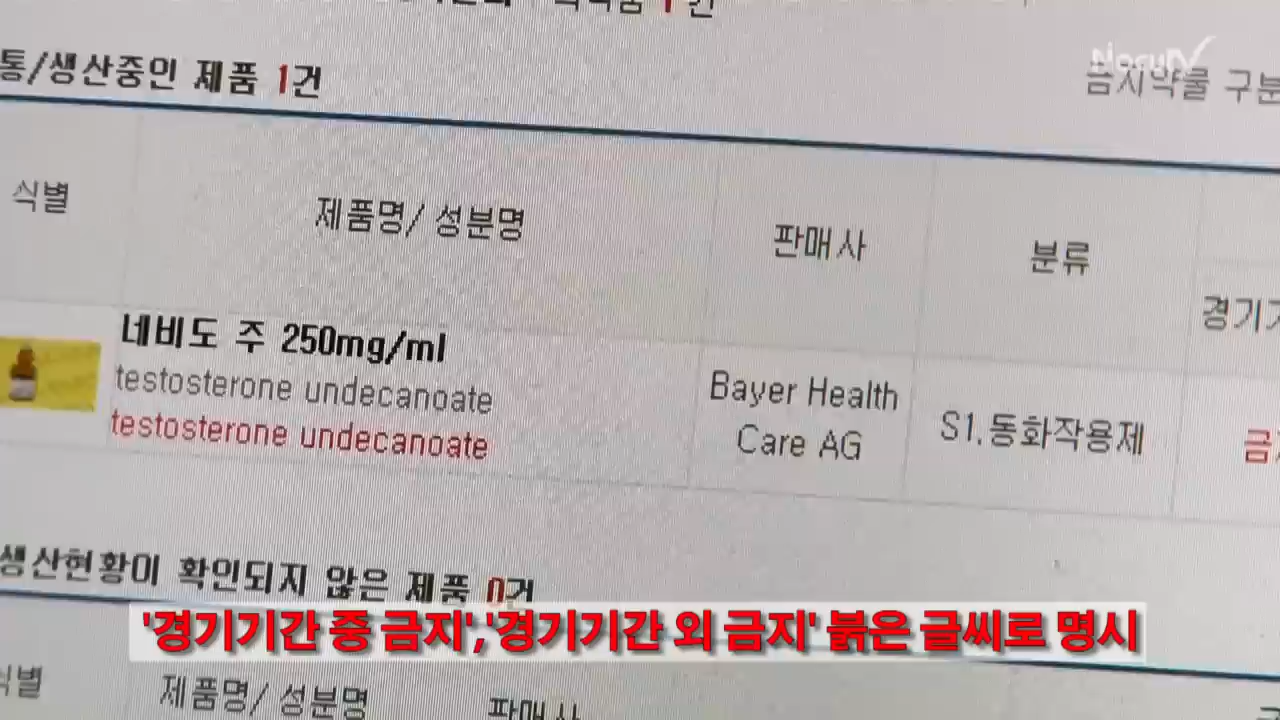 건
NocutV
통/생산중인 제품 1건
금지약물 구분
식별
제품명/ 성분명
판매사
분류
경기기
네비도 주 250mg/ml
testosterone undecanoate
testosterone undecanoate
Bayer Health
Care AG
S1.동화작용제
금지
생산현황이 확인되지 않은 제품 0건
'경기기간 중 금지','경기기간 외 금지' 붉은 글씨로 명시
식별
제품명/ 성분명
판매사